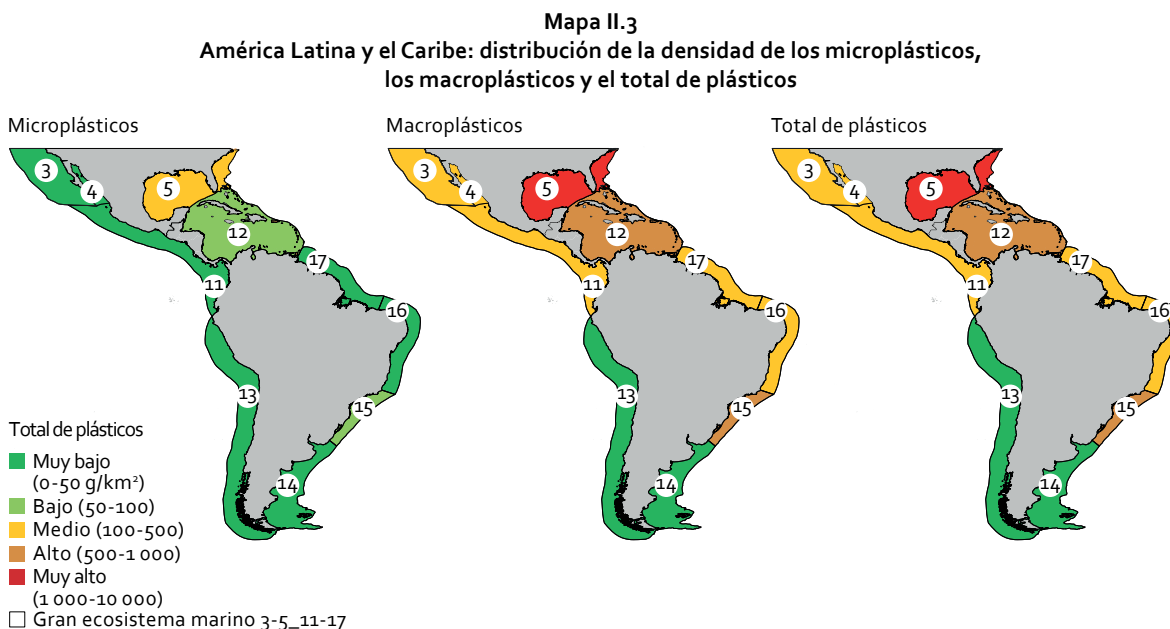 Mapa II.3
América Latina y el Caribe: distribución de la densidad de los microplásticos,
los macroplásticos y el total de plásticos
Microplásticos
3
4
5
12
17
11
16
13
15
14
Macroplásticos
3
4
5
12
17
11
16
13
15
14
Total de plásticos
3
4
5
12
17
11
16
13
15
14
Total de plásticos
Muy bajo
(0-50 g/km²)
Bajo (50-100)
Medio (100-500)
Alto (500-1 000)
Muy alto
(1 000-10 000)
Gran ecosistema marino 3-5_11-17